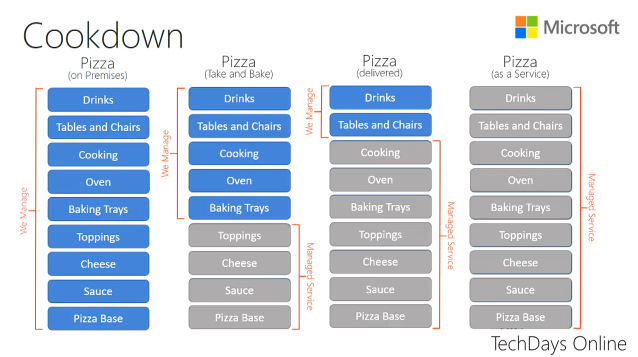 Cookdown
Microsoft
Pizza
(on Premises)
We Manage
Drinks
Tables and Chairs
Cooking
Oven
Baking Trays
Toppings
Cheese
Sauce
Pizza Base
Pizza
(Take and Bake)
We Manage
Drinks
Tables and Chairs
Cooking
Oven
Baking Trays
Toppings
Cheese
Sauce
Pizza Base
Managed Service
Pizza
(delivered)
We Manage
Drinks
Tables and Chairs
Cooking
Oven
Baking Trays
Toppings
Cheese
Sauce
Pizza Base
Managed Service
Pizza
(as a Service)
Drinks
Tables and Chairs
Cooking
Oven
Baking Trays
Toppings
Cheese
Sauce
Pizza Base
Managed Service
TechDays Online